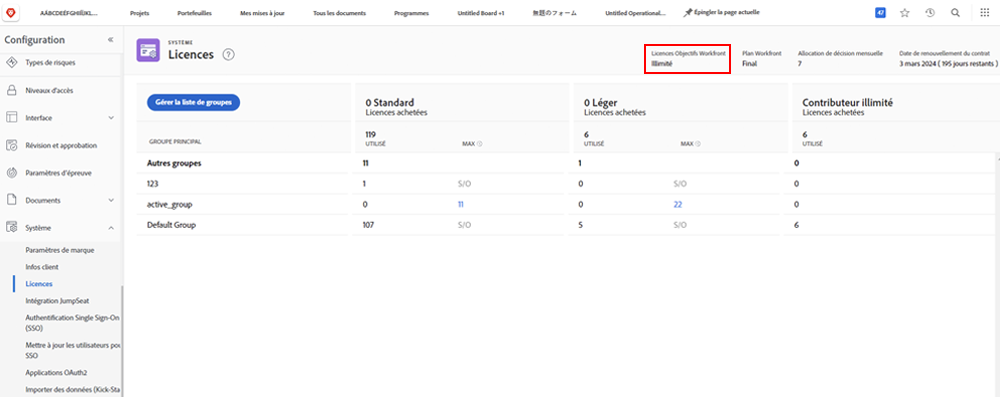 AÁBCDEÉFGHIÍJKL... Projets Portefeuilles Mes mises à jour Tous les documents Programmes Untitled Board +1 無題のフォーム Untitled Operational... Épingler la page actuelle 47
Configuration
Types de risques
Niveaux d'accès
Interface
Révision et approbation
Paramètres d'épreuve
Documents
Système
Paramètres de marque
Infos client
Licences
Intégration JumpSeat
Authentification Single Sign-On
(SSO)
Mettre à jour les utilisateurs pou
SSO
Applications OAuth2
Importer des données (Kick-Sta
SYSTÈME
Licences
Licences Objectifs Workfront
Illimité
Plan Workfront
Final
Allocation de décision mensuelle
7
Date de renouvellement du contrat
3 mars 2024 ( 195 jours restants )
Gérer la liste de groupes
0 Standard
Licences achetées
0 Léger
Licences achetées
Contributeur illimité
Licences achetées
119 6 6
GROUPE PRINCIPAL UTILISÉ MAX UTILISÉ MAX UTILISÉ
Autres groupes 11 1 0
123 1 S/O 0 S/O 0
active_group 0 11 0 22 0
Default Group 107 S/O 5 S/O 6